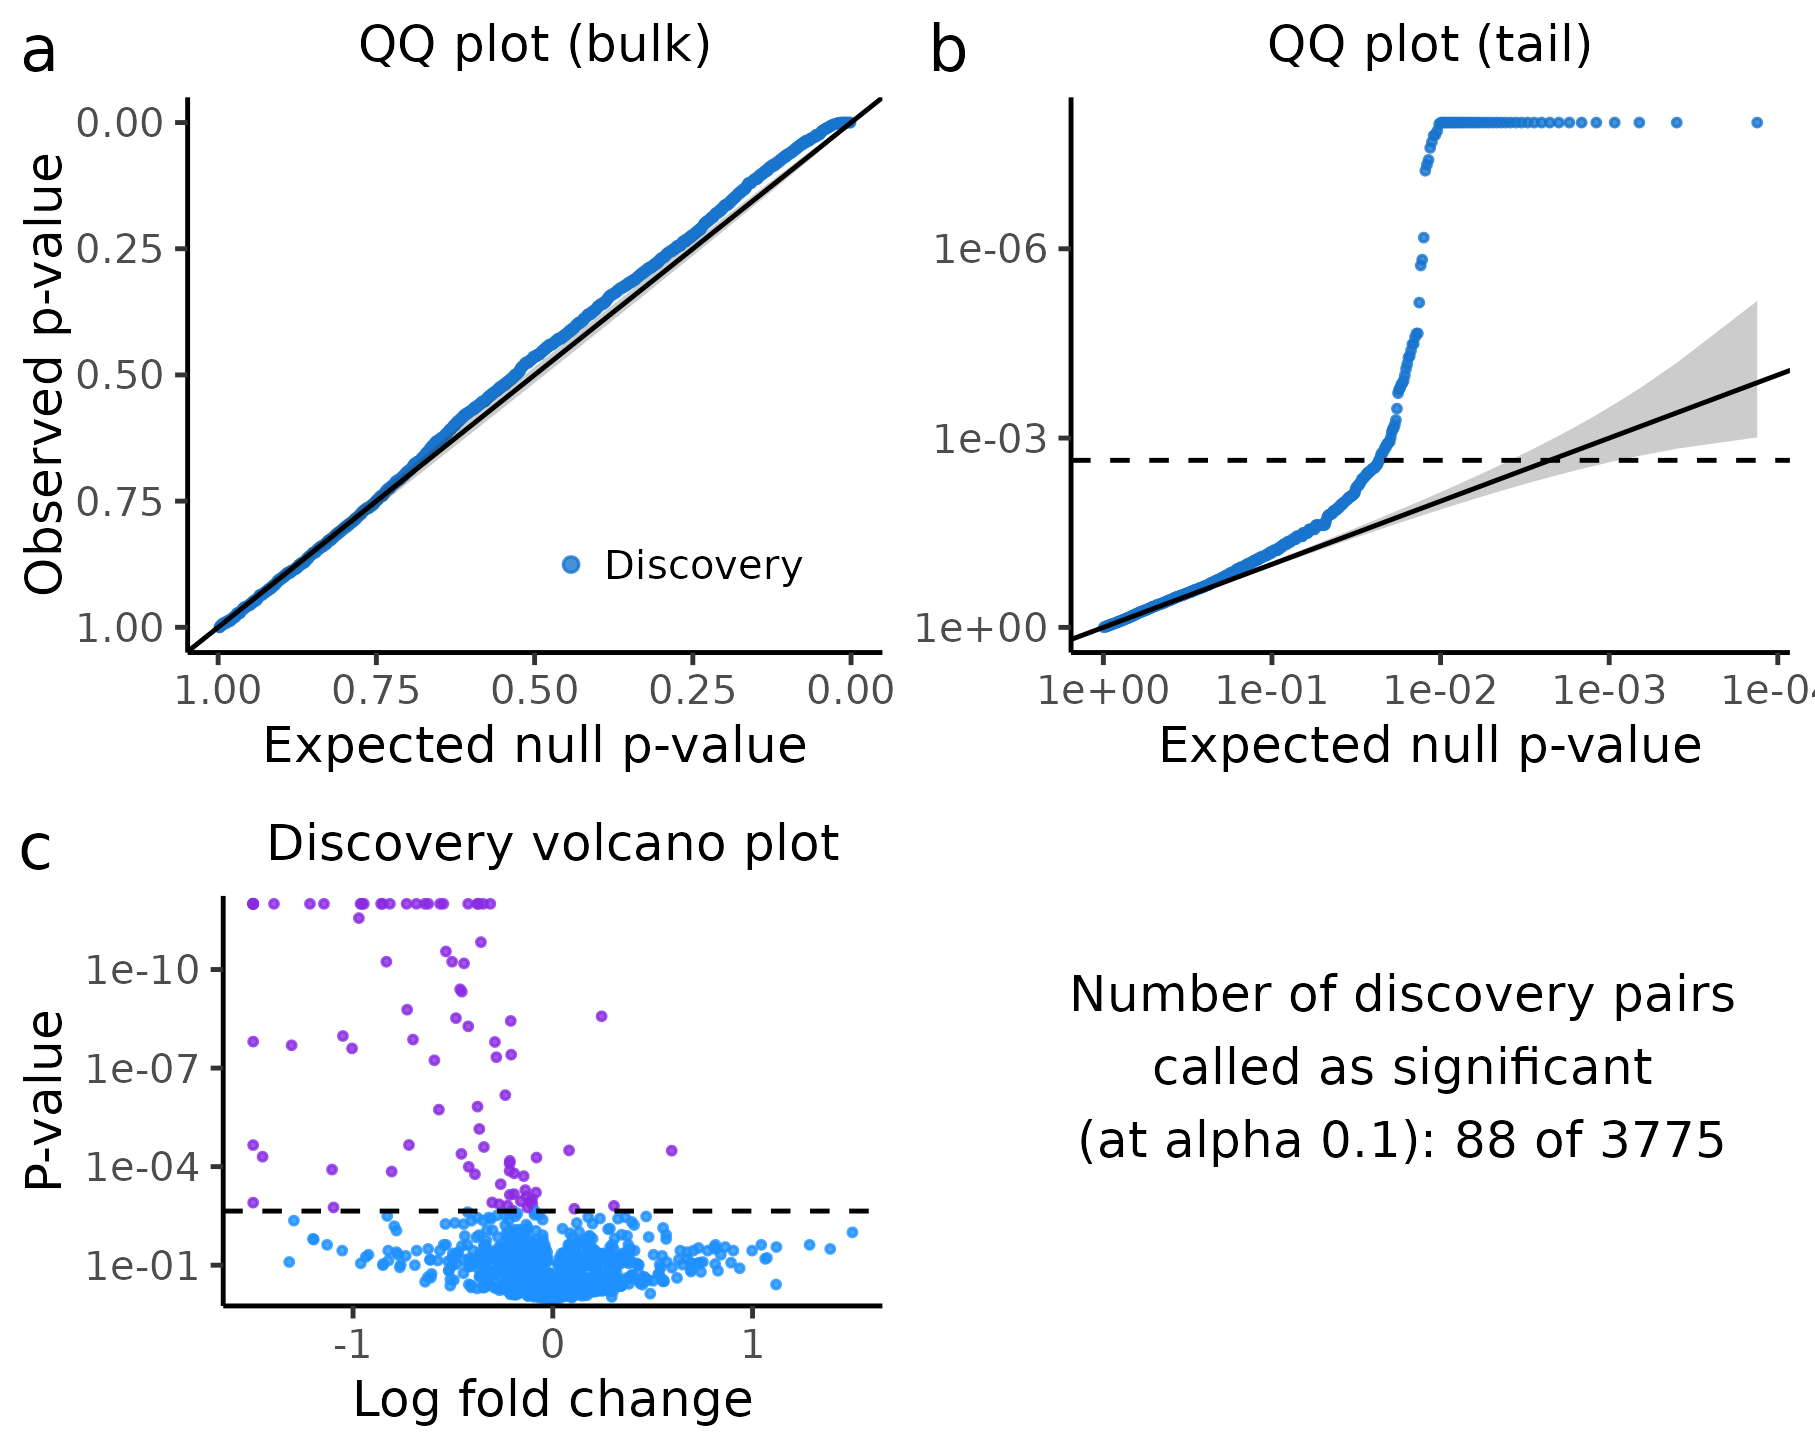 a
QQ plot (bulk)
Observed p-value
0.00
0.25
0.50
0.75
1.00
Discovery
1.00 0.75 0.50 0.25 0.00
Expected null p-value
b
QQ plot (tail)
1e-06
1e-03
1e+00
1e+00 1e-01 1e-02 1e-03 1e-04
Expected null p-value
c
Discovery volcano plot
P-value
1e-10
1e-07
1e-04
1e-01
-1 0 1
Log fold change
Number of discovery pairs
called as significant
(at alpha 0.1): 88 of 3775